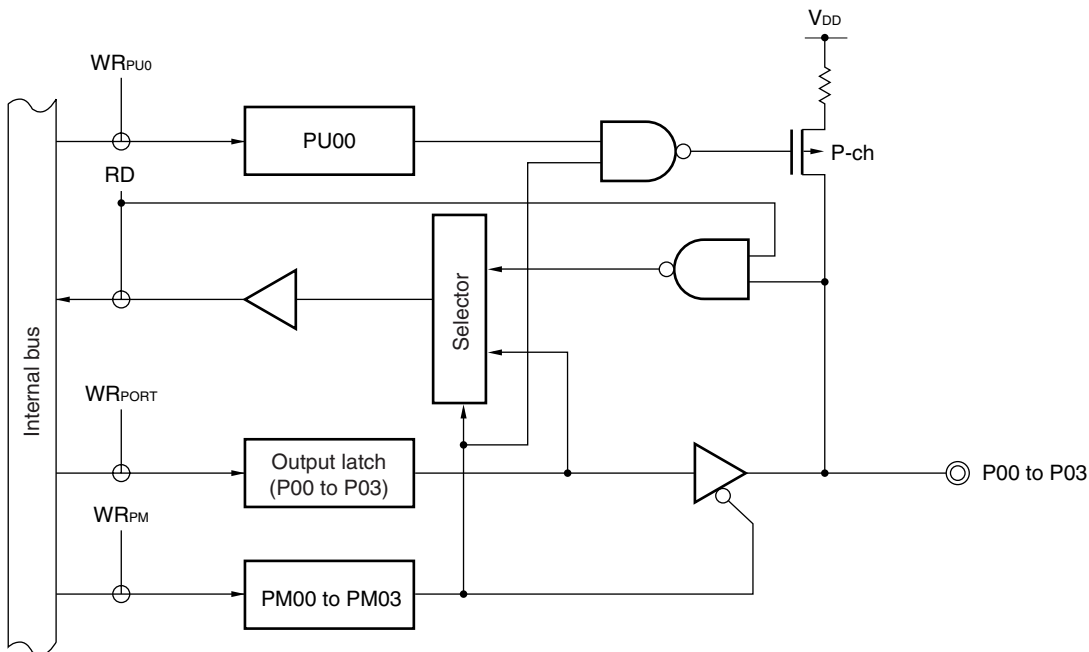 VDD
WRPU0
PU00
P-ch
RD
Selector
Internal bus
WRPORT
Output latch
(P00 to P03)
P00 to P03
WRPM
PM00 to PM03